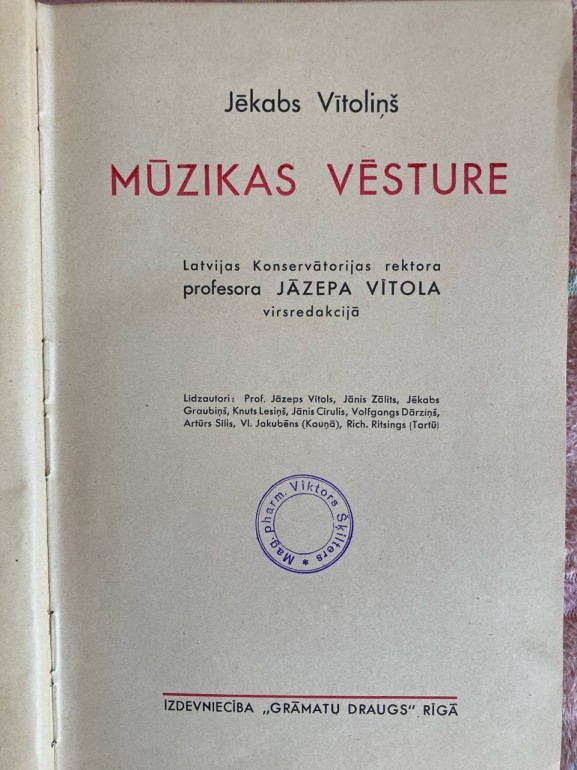 Jēkabs Vītoliņš
MŪZIKAS VĒSTURE
Latvijas Konservātorijas rektora
profesora JĀZEPA VĪTOLA
virsredakcijā
Līdzautori: Prof. Jāzeps Vītols, Jānis Zālīts, Jēkabs
Graubiņš, Knuts Lesiņš, Jānis Cīrulis, Volfgangs Dārziņš,
Artūrs Silis, Vl. Jakubēns (Kauņā), Rich. Ritsings (Tartū)
Mag. pharm. Viktors Šķilters *
IZDEVNIECĪBA „GRĀMATU DRAUGS“ RĪGĀ